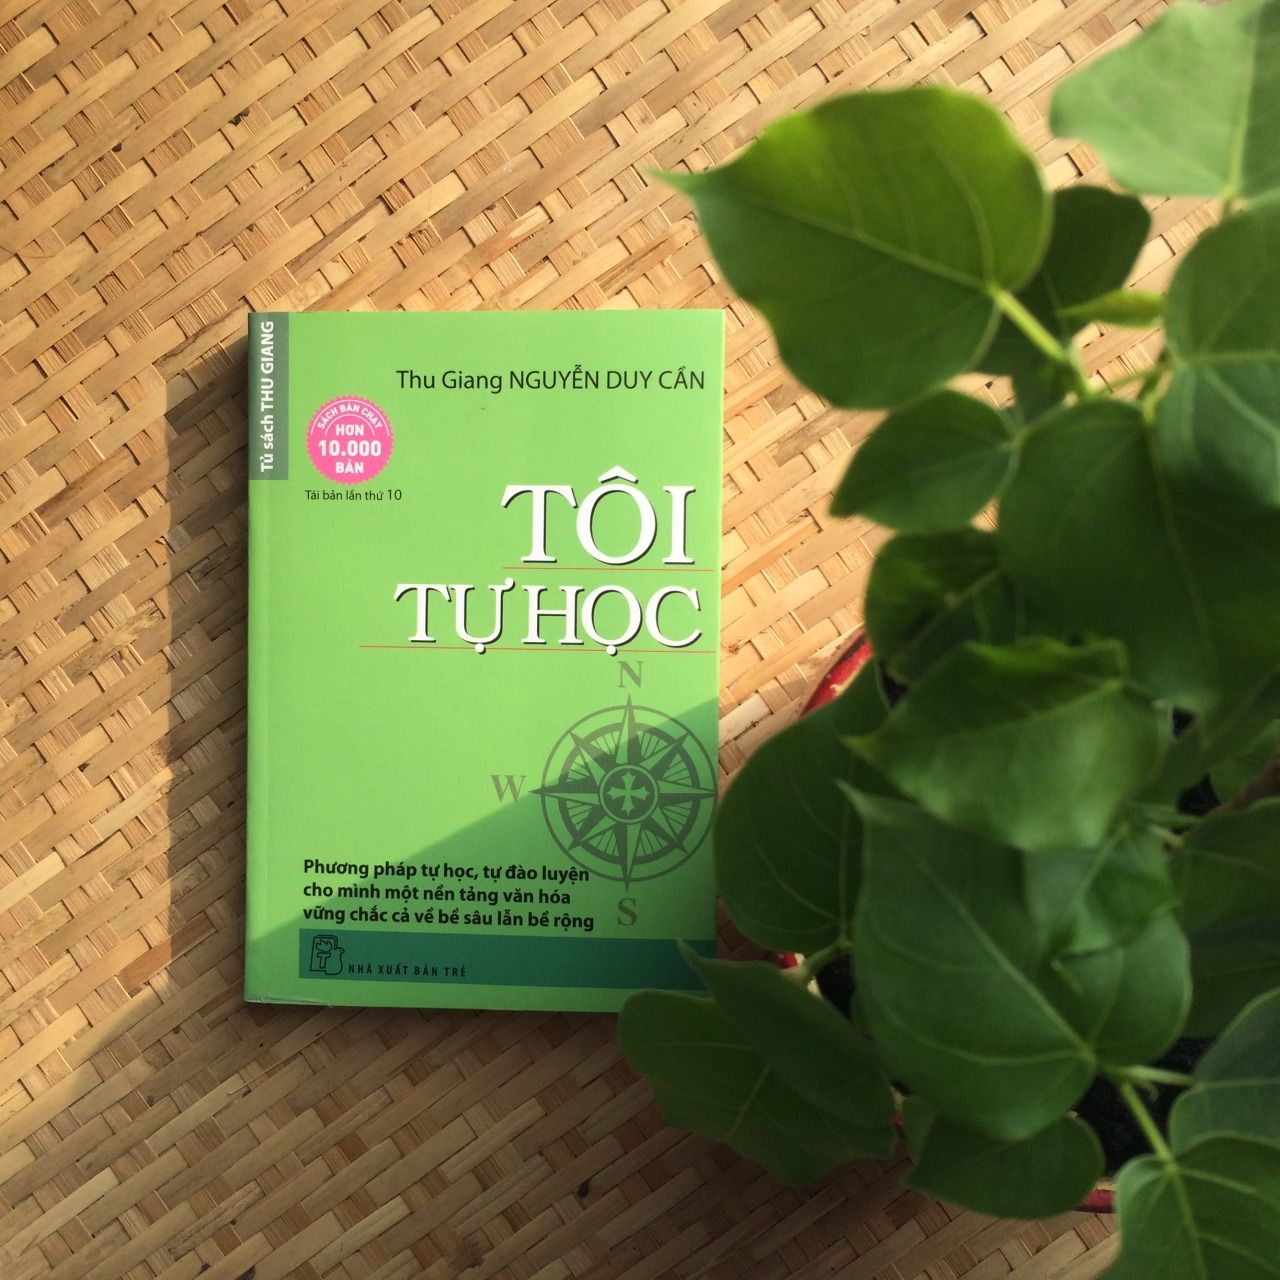 Tủ sách THU GIANG
Thu Giang NGUYỄN DUY CẦN
SÁCH BÁN CHẠY
HƠN
10.000
BẢN
Tái bản lần thứ 10
TÔI
TỰ HỌC
N
W
S
Phương pháp tự học, tự đào luyện
cho mình một nền tảng văn hóa
vững chắc cả về bề sâu lẫn bề rộng
T
NHÀ XUẤT BẢN TRẺ